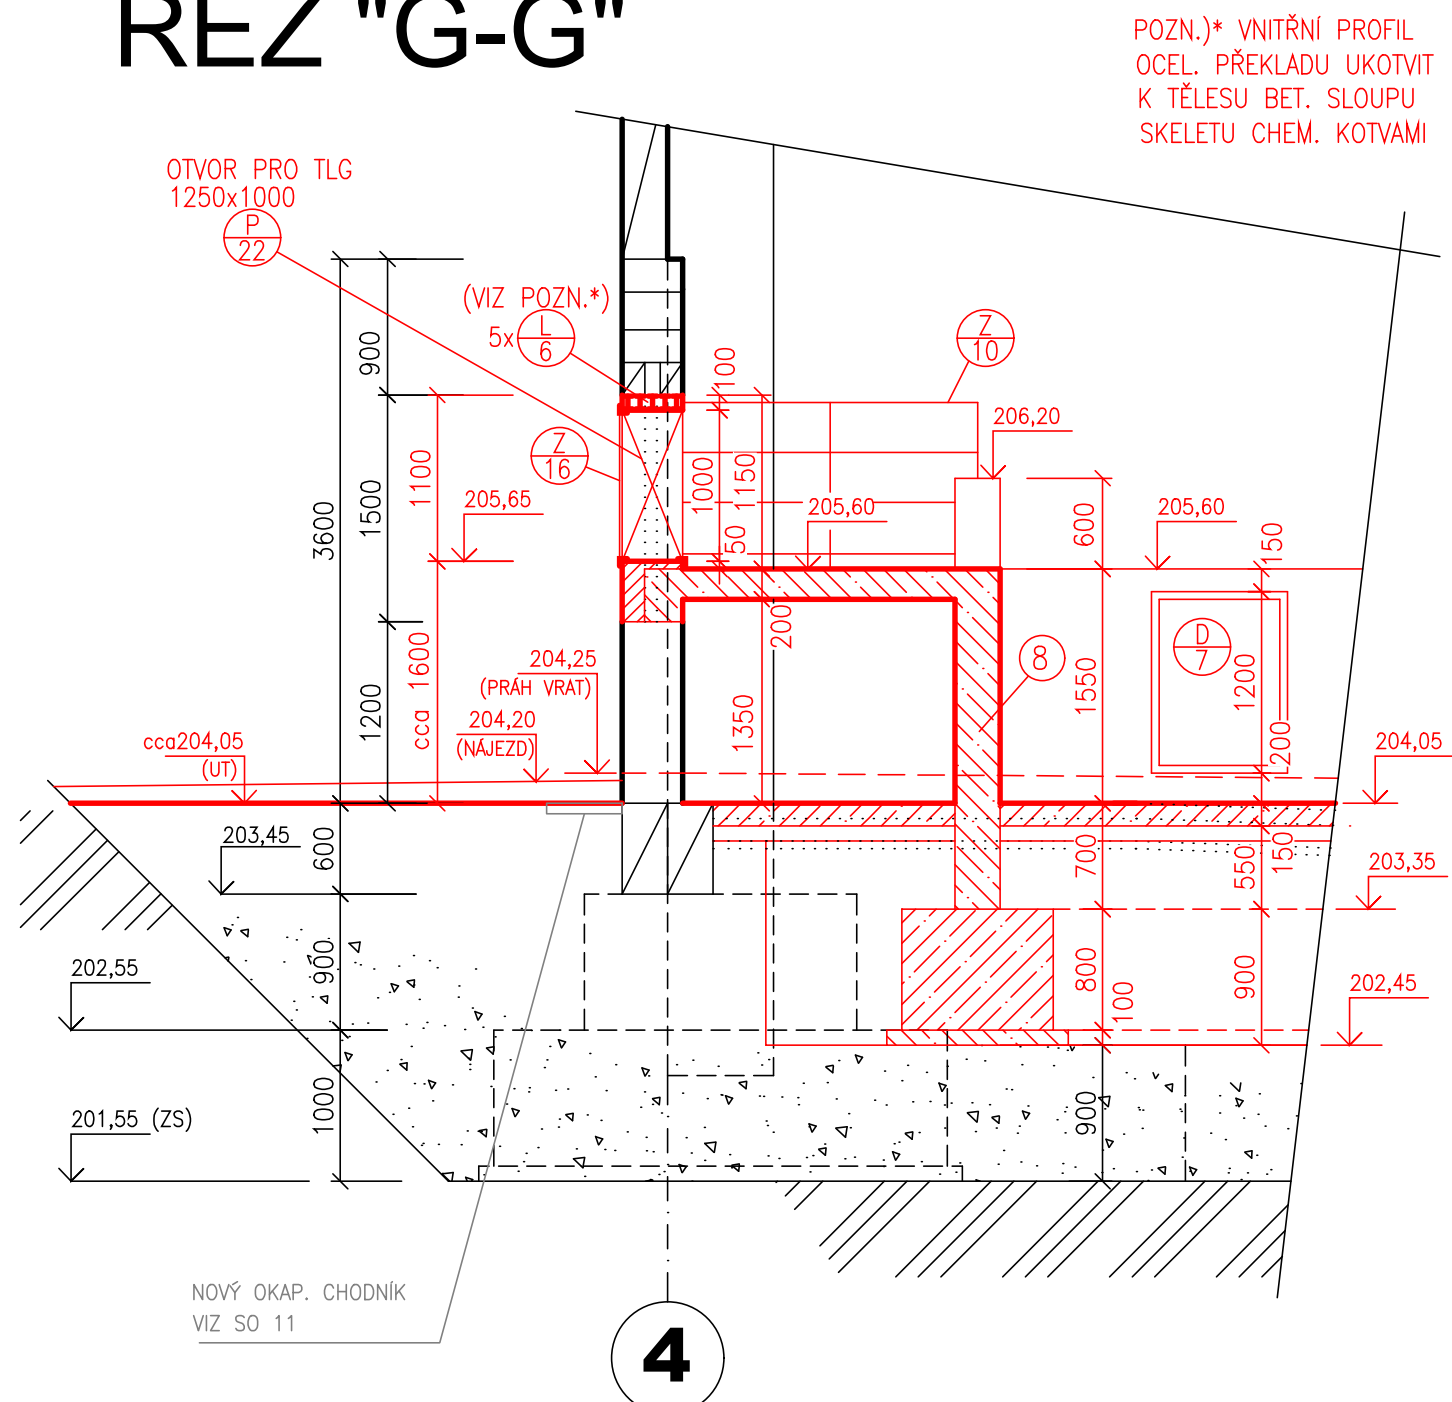 ŘEZ "G-G"
POZN.)* VNITŘNÍ PROFIL
OCEL. PŘEKLADU UKOTVIT
K TĚLESU BET. SLOUPU
SKELETU CHEM. KOTVAMI
OTVOR PRO TLG
1250x1000
P
22
(VIZ POZN.*)
5x
L
6
Z
10
Z
16
206,20
205,65
205,60
205,60
3600
900
1500
1200
1100
cca 1600
100
1000
1150
50
200
1350
600
1550
150
1200
200
D
7
8
204,25
(PRÁH VRAT)
204,20
(NÁJEZD)
cca204,05
(UT)
204,05
203,45
600
700
550
150
203,35
202,55
900
800
100
900
202,45
201,55 (ZS)
1000
900
NOVÝ OKAP. CHODNÍK
VIZ SO 11
4